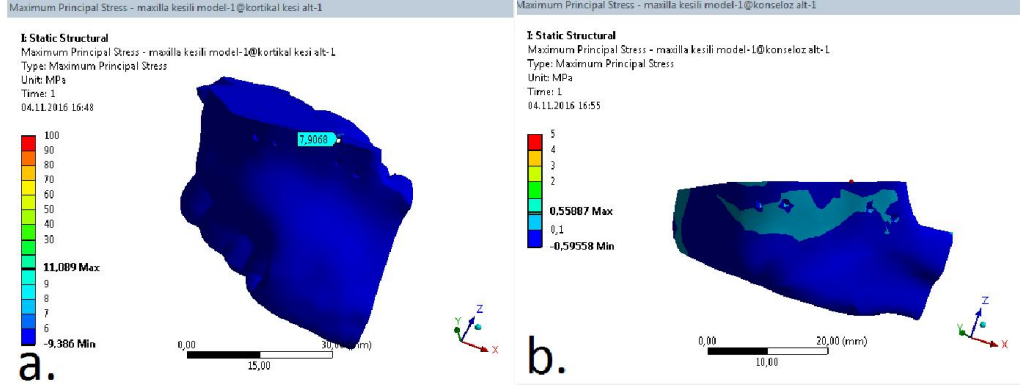 Maximum Principal Stress - maxilla kesili model-1@kortikal kesi alt-1
I: Static Structural
Maximum Principal Stress - maxilla kesili model-1@kortikal kesi alt-1
Type: Maximum Principal Stress
Unit: MPa
Time: 1
04.11.2016 16:48
100
90
80
70
60
50
40
30
11,089 Max
9
8
7
6
-9,386 Min
7,9068
0,00
30,00 (mm)
15,00
Z
Y
X
a.
Maximum Principal Stress - maxilla kesili model-1@konseloz alt-1
I: Static Structural
Maximum Principal Stress - maxilla kesili model-1@konseloz alt-1
Type: Maximum Principal Stress
Unit: MPa
Time: 1
04.11.2016 16:55
5
4
3
2
0,55887 Max
0,1
-0,59558 Min
0,00
20,00 (mm)
10,00
Z
Y
X
b.